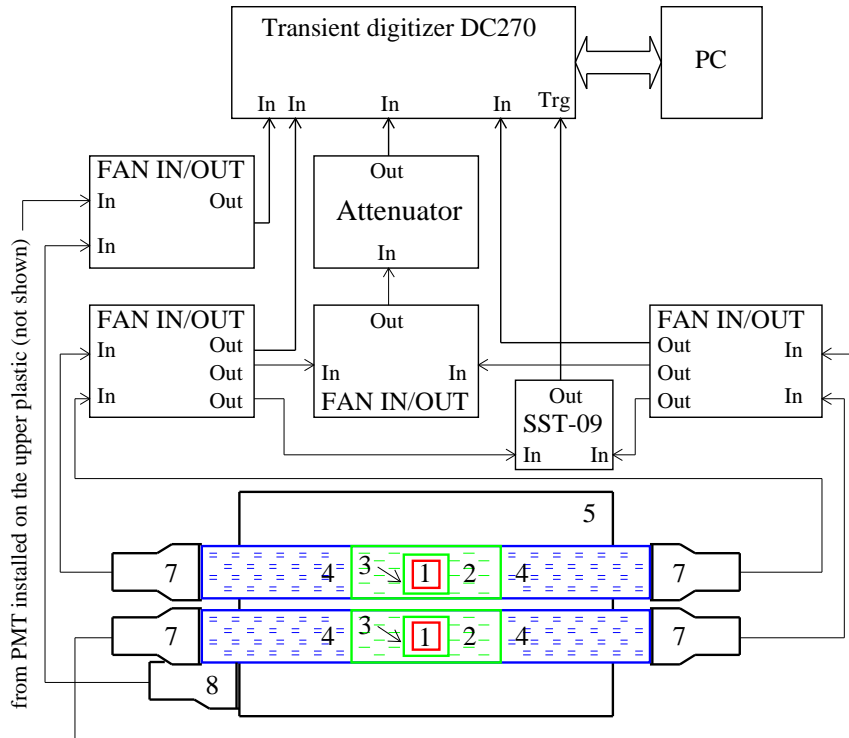 Transient digitizer DC270
PC
In In In In Trg
FAN IN/OUT
In Out
In
Out
Attenuator
In
FAN IN/OUT
In Out
Out
In Out
Out
In In
FAN IN/OUT
FAN IN/OUT
Out In
Out
Out In
Out
SST-09
In In
from PMT installed on the upper plastic (not shown)
5
7 4 3 1 2 4 7
7 4 3 1 2 4 7
8